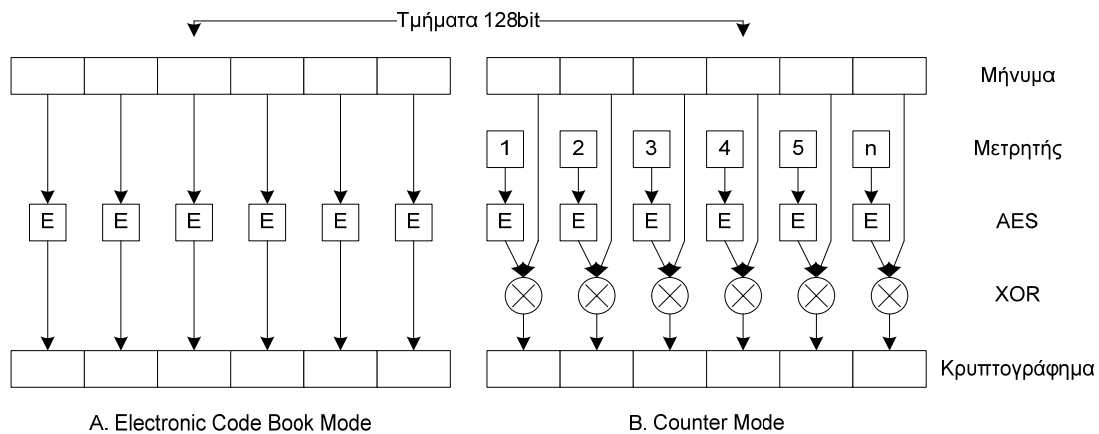 Τμήματα 128bit
Μήνυμα
1 2 3 4 5 n
Μετρητής
E E E E E E
E E E E E E
AES
XOR
Κρυπτογράφημα
A. Electronic Code Book Mode
B. Counter Mode